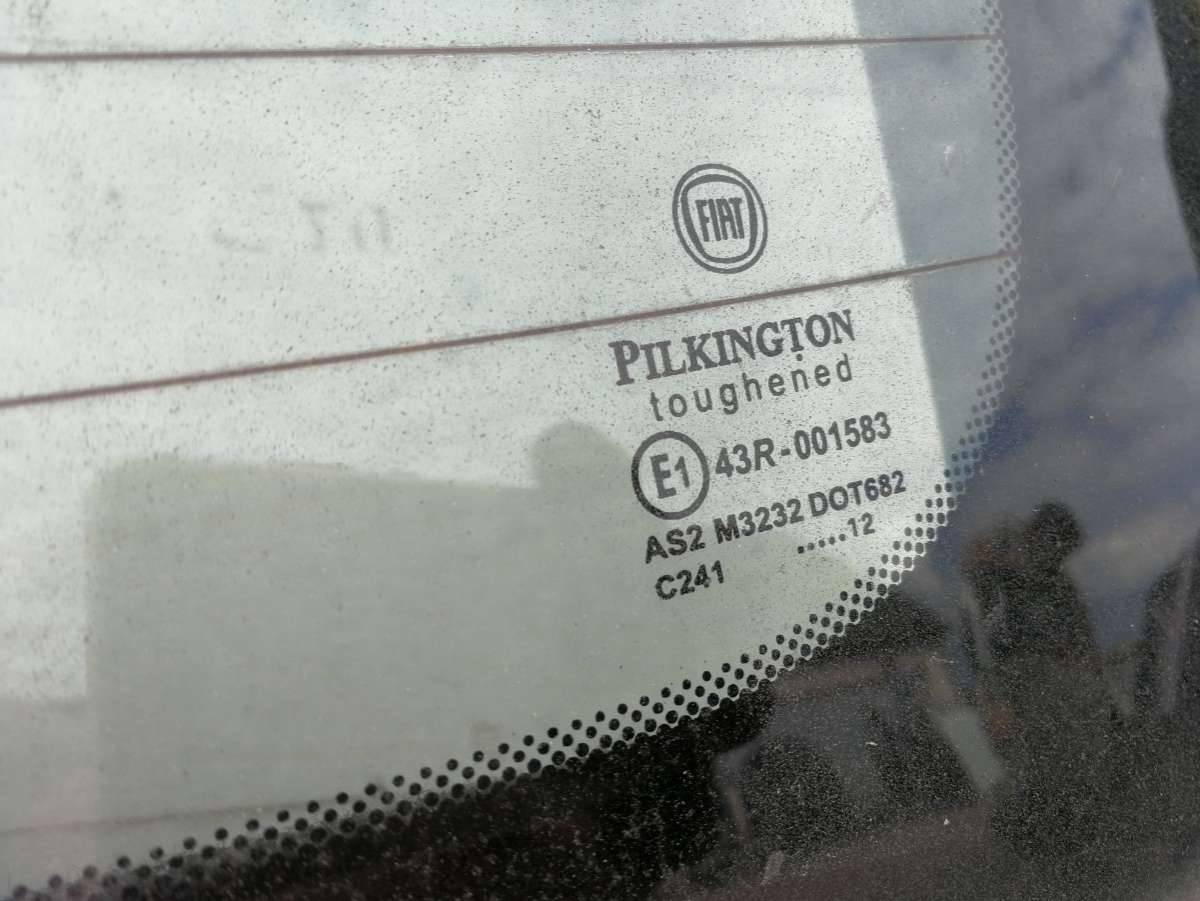 FIAT
PILKINGTON
toughened
E1 43R-001583
AS2 M3232 DOT682
C241 .....12